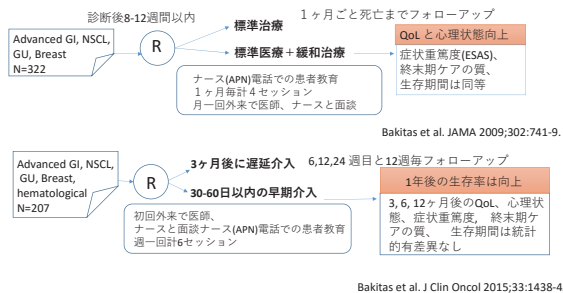 診断後8-12週間以内
１ヶ月ごと死亡までフォローアップ
Advanced GI, NSCL,
GU, Breast
N=322
R
標準治療
標準医療＋緩和治療
QoLと心理状態向上
症状重篤度(ESAS)、
終末期ケアの質、
生存期間は同等
ナース(APN)電話での患者教育
１ヶ月毎計４セッション
月一回外来で医師、ナースと面談
Bakitas et al. JAMA 2009;302:741-9.
Advanced GI, NSCL,
GU, Breast,
hematological
N=207
R
3ヶ月後に遅延介入
6,12,24 週目と12週毎フォローアップ
30-60日以内の早期介入
1年後の生存率は向上
3, 6, 12ヶ月後のQoL、心理状
態、症状重篤度, 終末期ケ
アの質、 生存期間は統計
的有差異なし
初回外来で医師、
ナースと面談ナース(APN)電話での患者教育
週一回計6セッション
Bakitas et al. J Clin Oncol 2015;33:1438-4